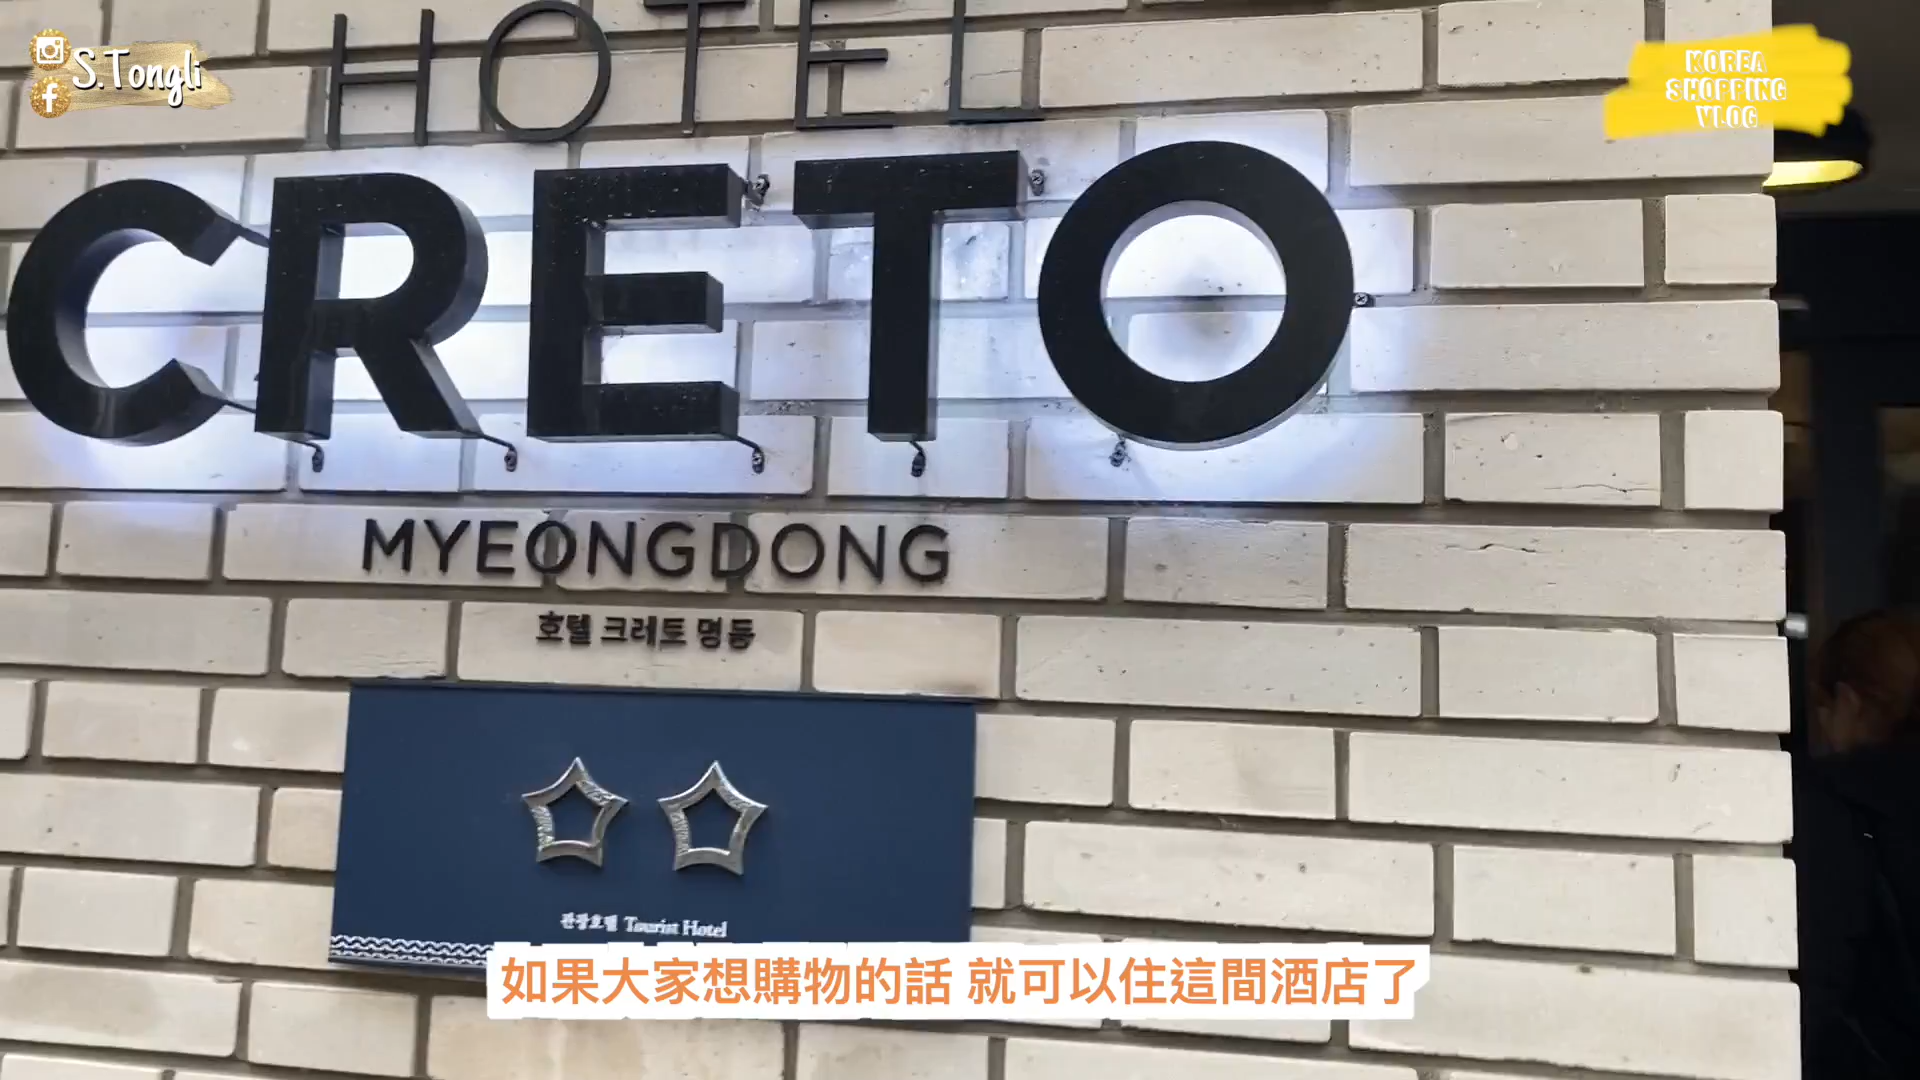 S.Tongli
KOREA
SHOPPING
VLOG
HOTEL
CRETO
MYEONGDONG
호텔 크레토 명동
관광호텔 Tourist Hotel
如果大家想購物的話 就可以住這間酒店了